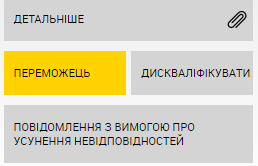 ДЕТАЛЬНІШЕ
ПЕРЕМОЖЕЦЬ ДИСКВАЛІФІКУВАТИ
ПОВІДОМЛЕННЯ З ВИМОГОЮ ПРО
УСУНЕННЯ НЕВІДПОВІДНОСТЕЙ